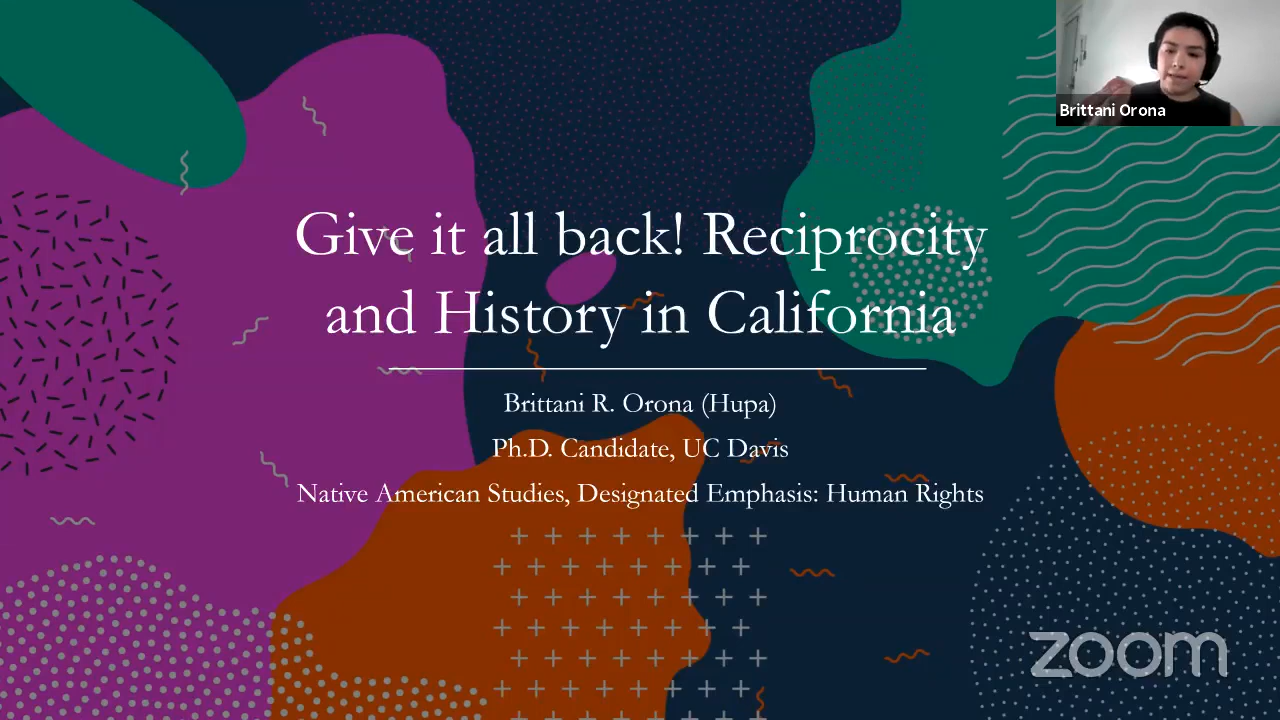 Brittani Orona
Give it all back! Reciprocity
and History in California
Brittani R. Orona (Hupa)
Ph.D. Candidate, UC Davis
Native American Studies, Designated Emphasis: Human Rights
zoom